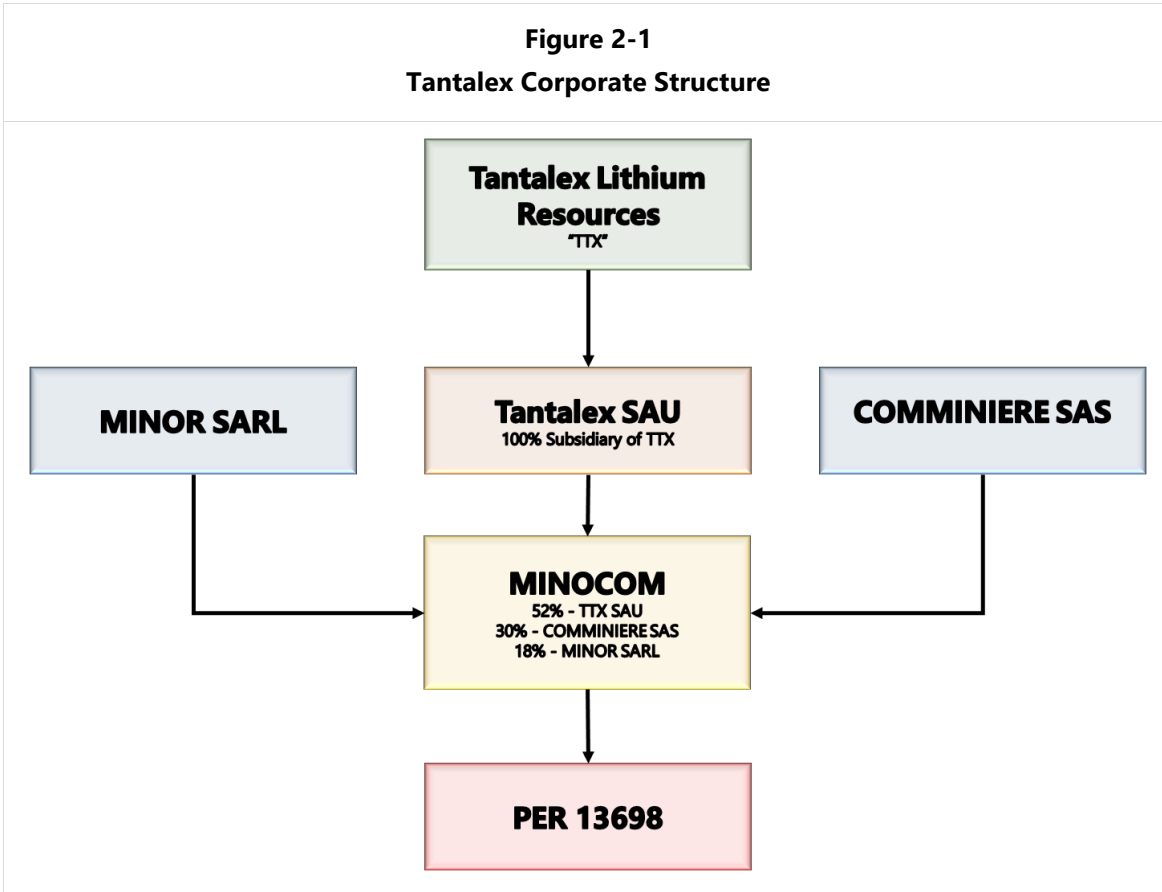 Figure 2-1
Tantalex Corporate Structure
Tantalex Lithium
Resources
"TTX"
MINOR SARL
Tantalex SAU
100% Subsidiary of TTX
COMMINIERE SAS
MINOCOM
52% - TTX SAU
30% - COMMINIERE SAS
18% - MINOR SARL
PER 13698